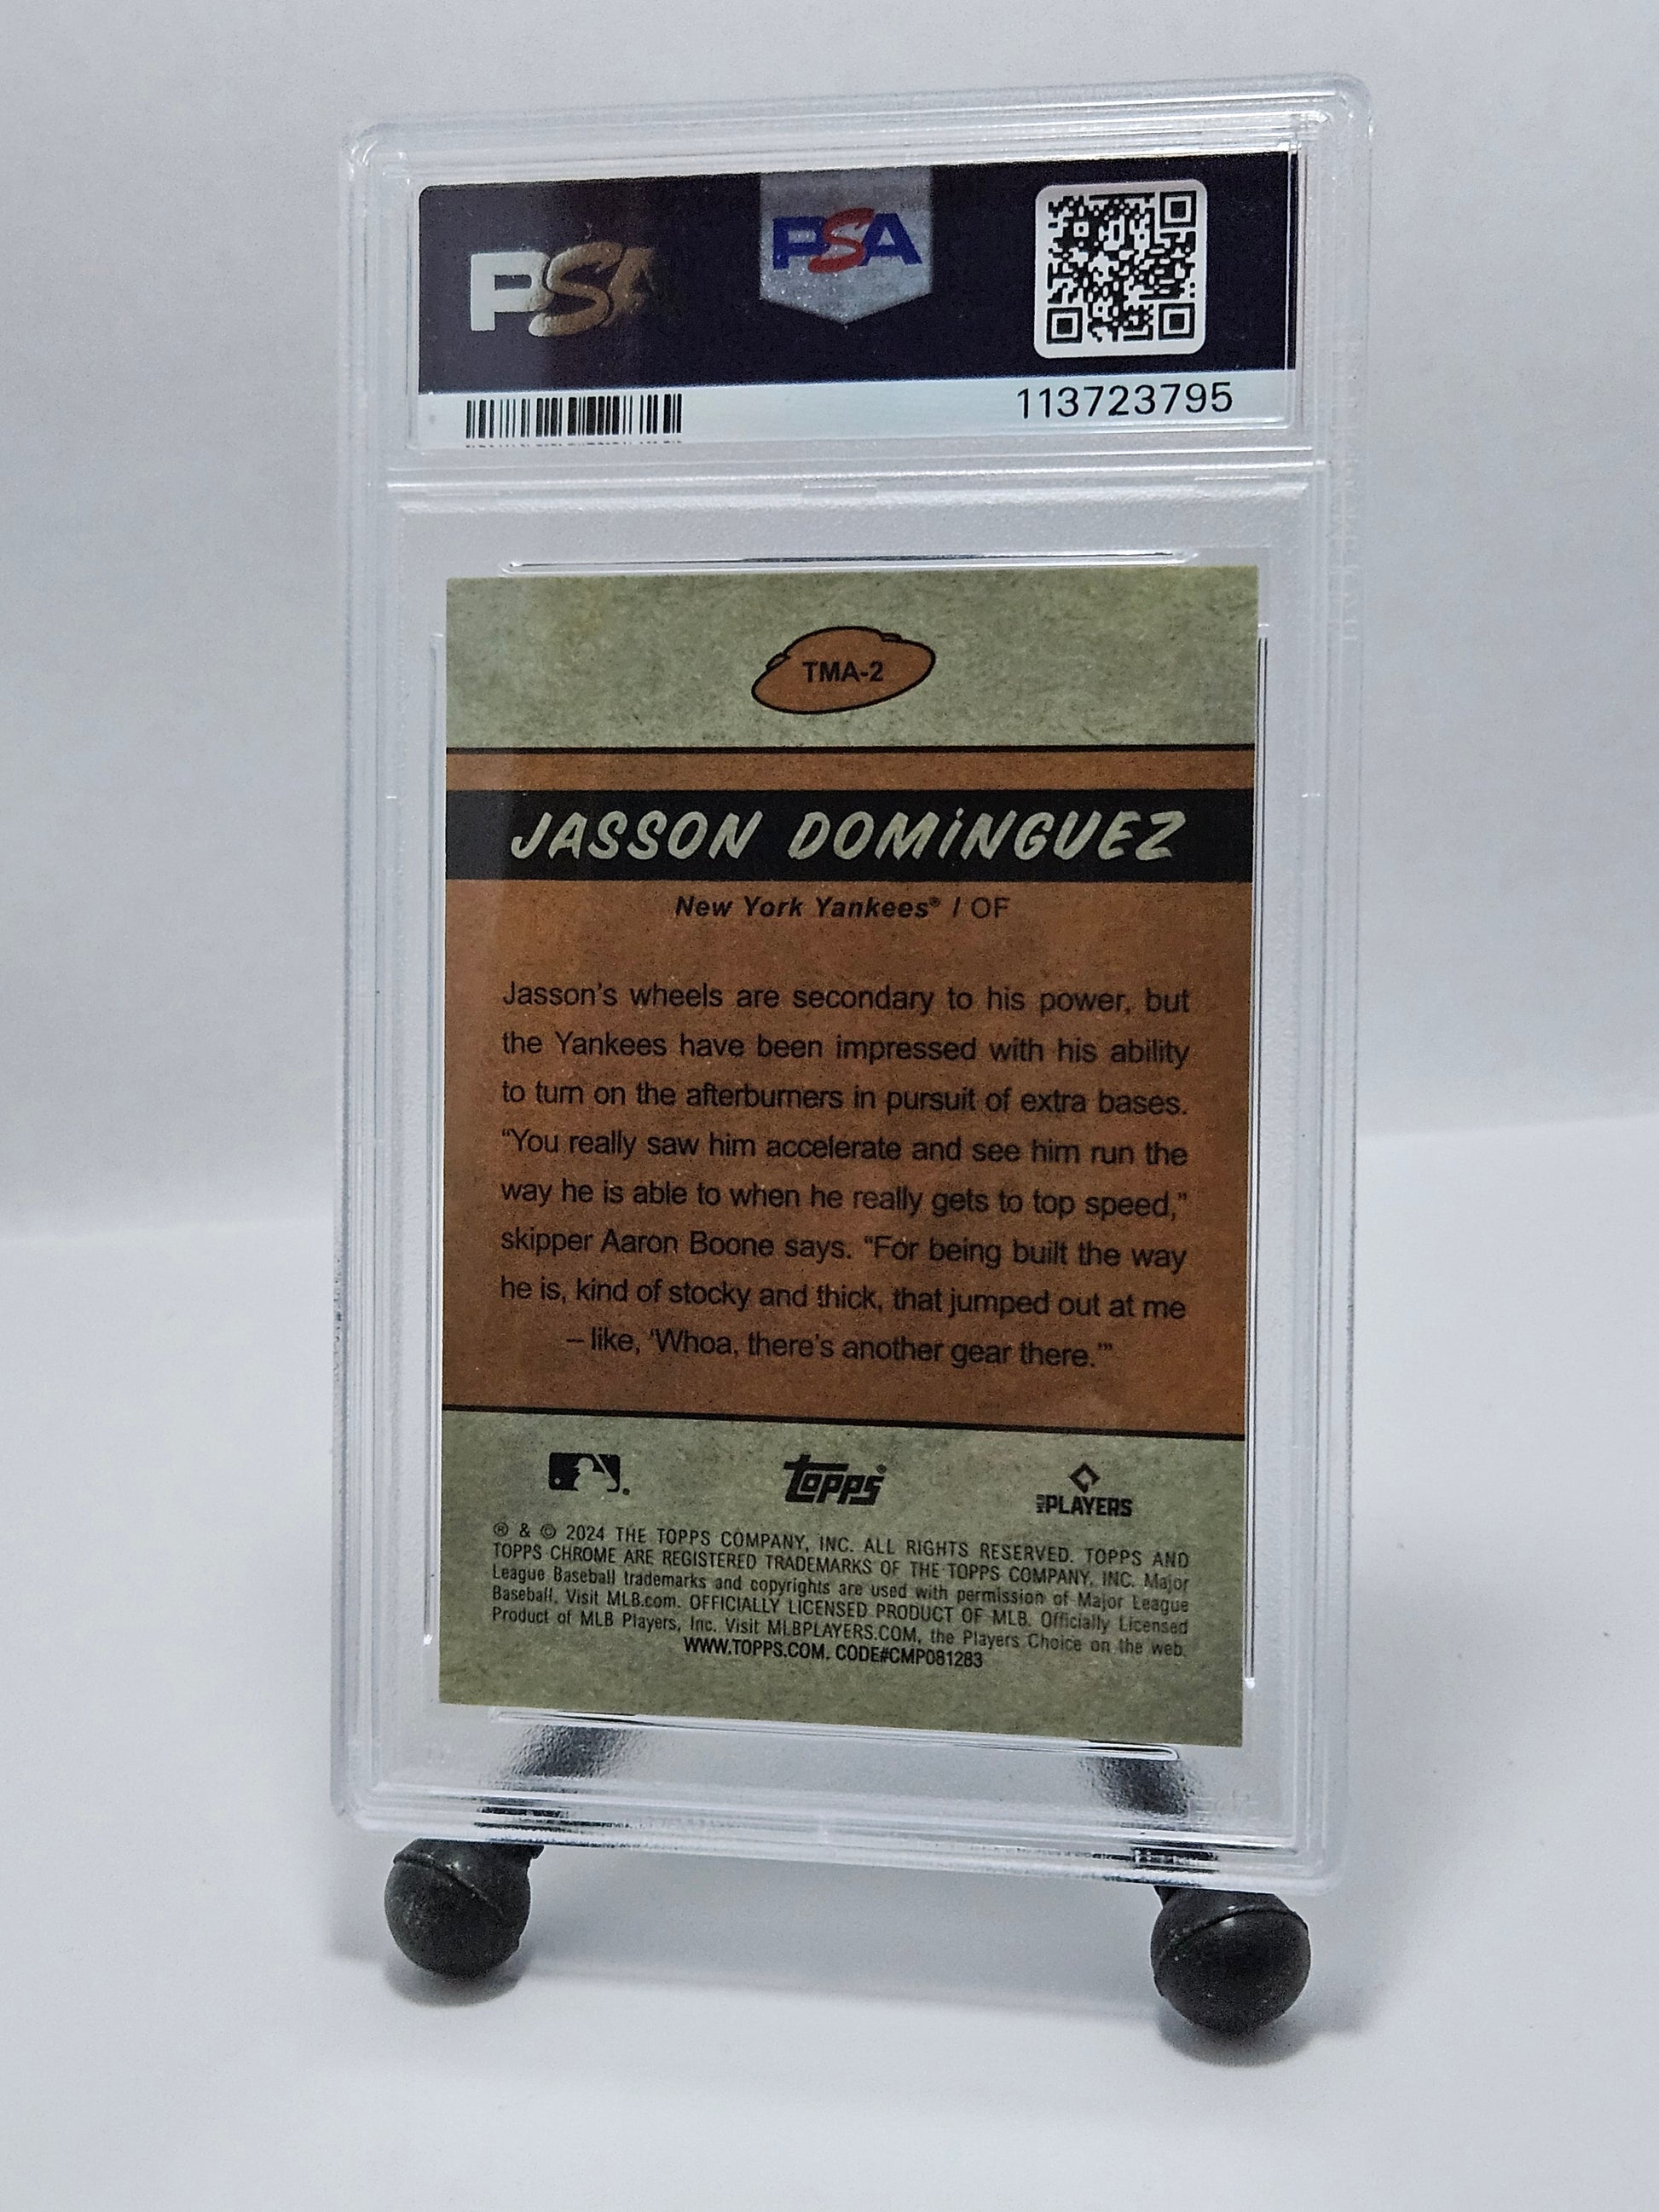 PSA
PSA
113723795
TMA-2
JASSON DOMiNGUEZ
New York Yankees® / OF
Jasson's wheels are secondary to his power, but
the Yankees have been impressed with his ability
to turn on the afterburners in pursuit of extra bases.
“You really saw him accelerate and see him run the
way he is able to when he really gets to top speed,”
skipper Aaron Boone says. “For being built the way
he is, kind of stocky and thick, that jumped out at me
– like, ‘Whoa, there's another gear there.’”
topps®
MLB PLAYERS
® & © 2024 THE TOPPS COMPANY, INC. ALL RIGHTS RESERVED. TOPPS AND
TOPPS CHROME ARE REGISTERED TRADEMARKS OF THE TOPPS COMPANY, INC. Major
League Baseball trademarks and copyrights are used with permission of Major League
Baseball. Visit MLB.com. OFFICIALLY LICENSED PRODUCT OF MLB. Officially Licensed
Product of MLB Players, Inc. Visit MLBPLAYERS.COM, the Players Choice on the web.
WWW.TOPPS.COM. CODE#CMP081283